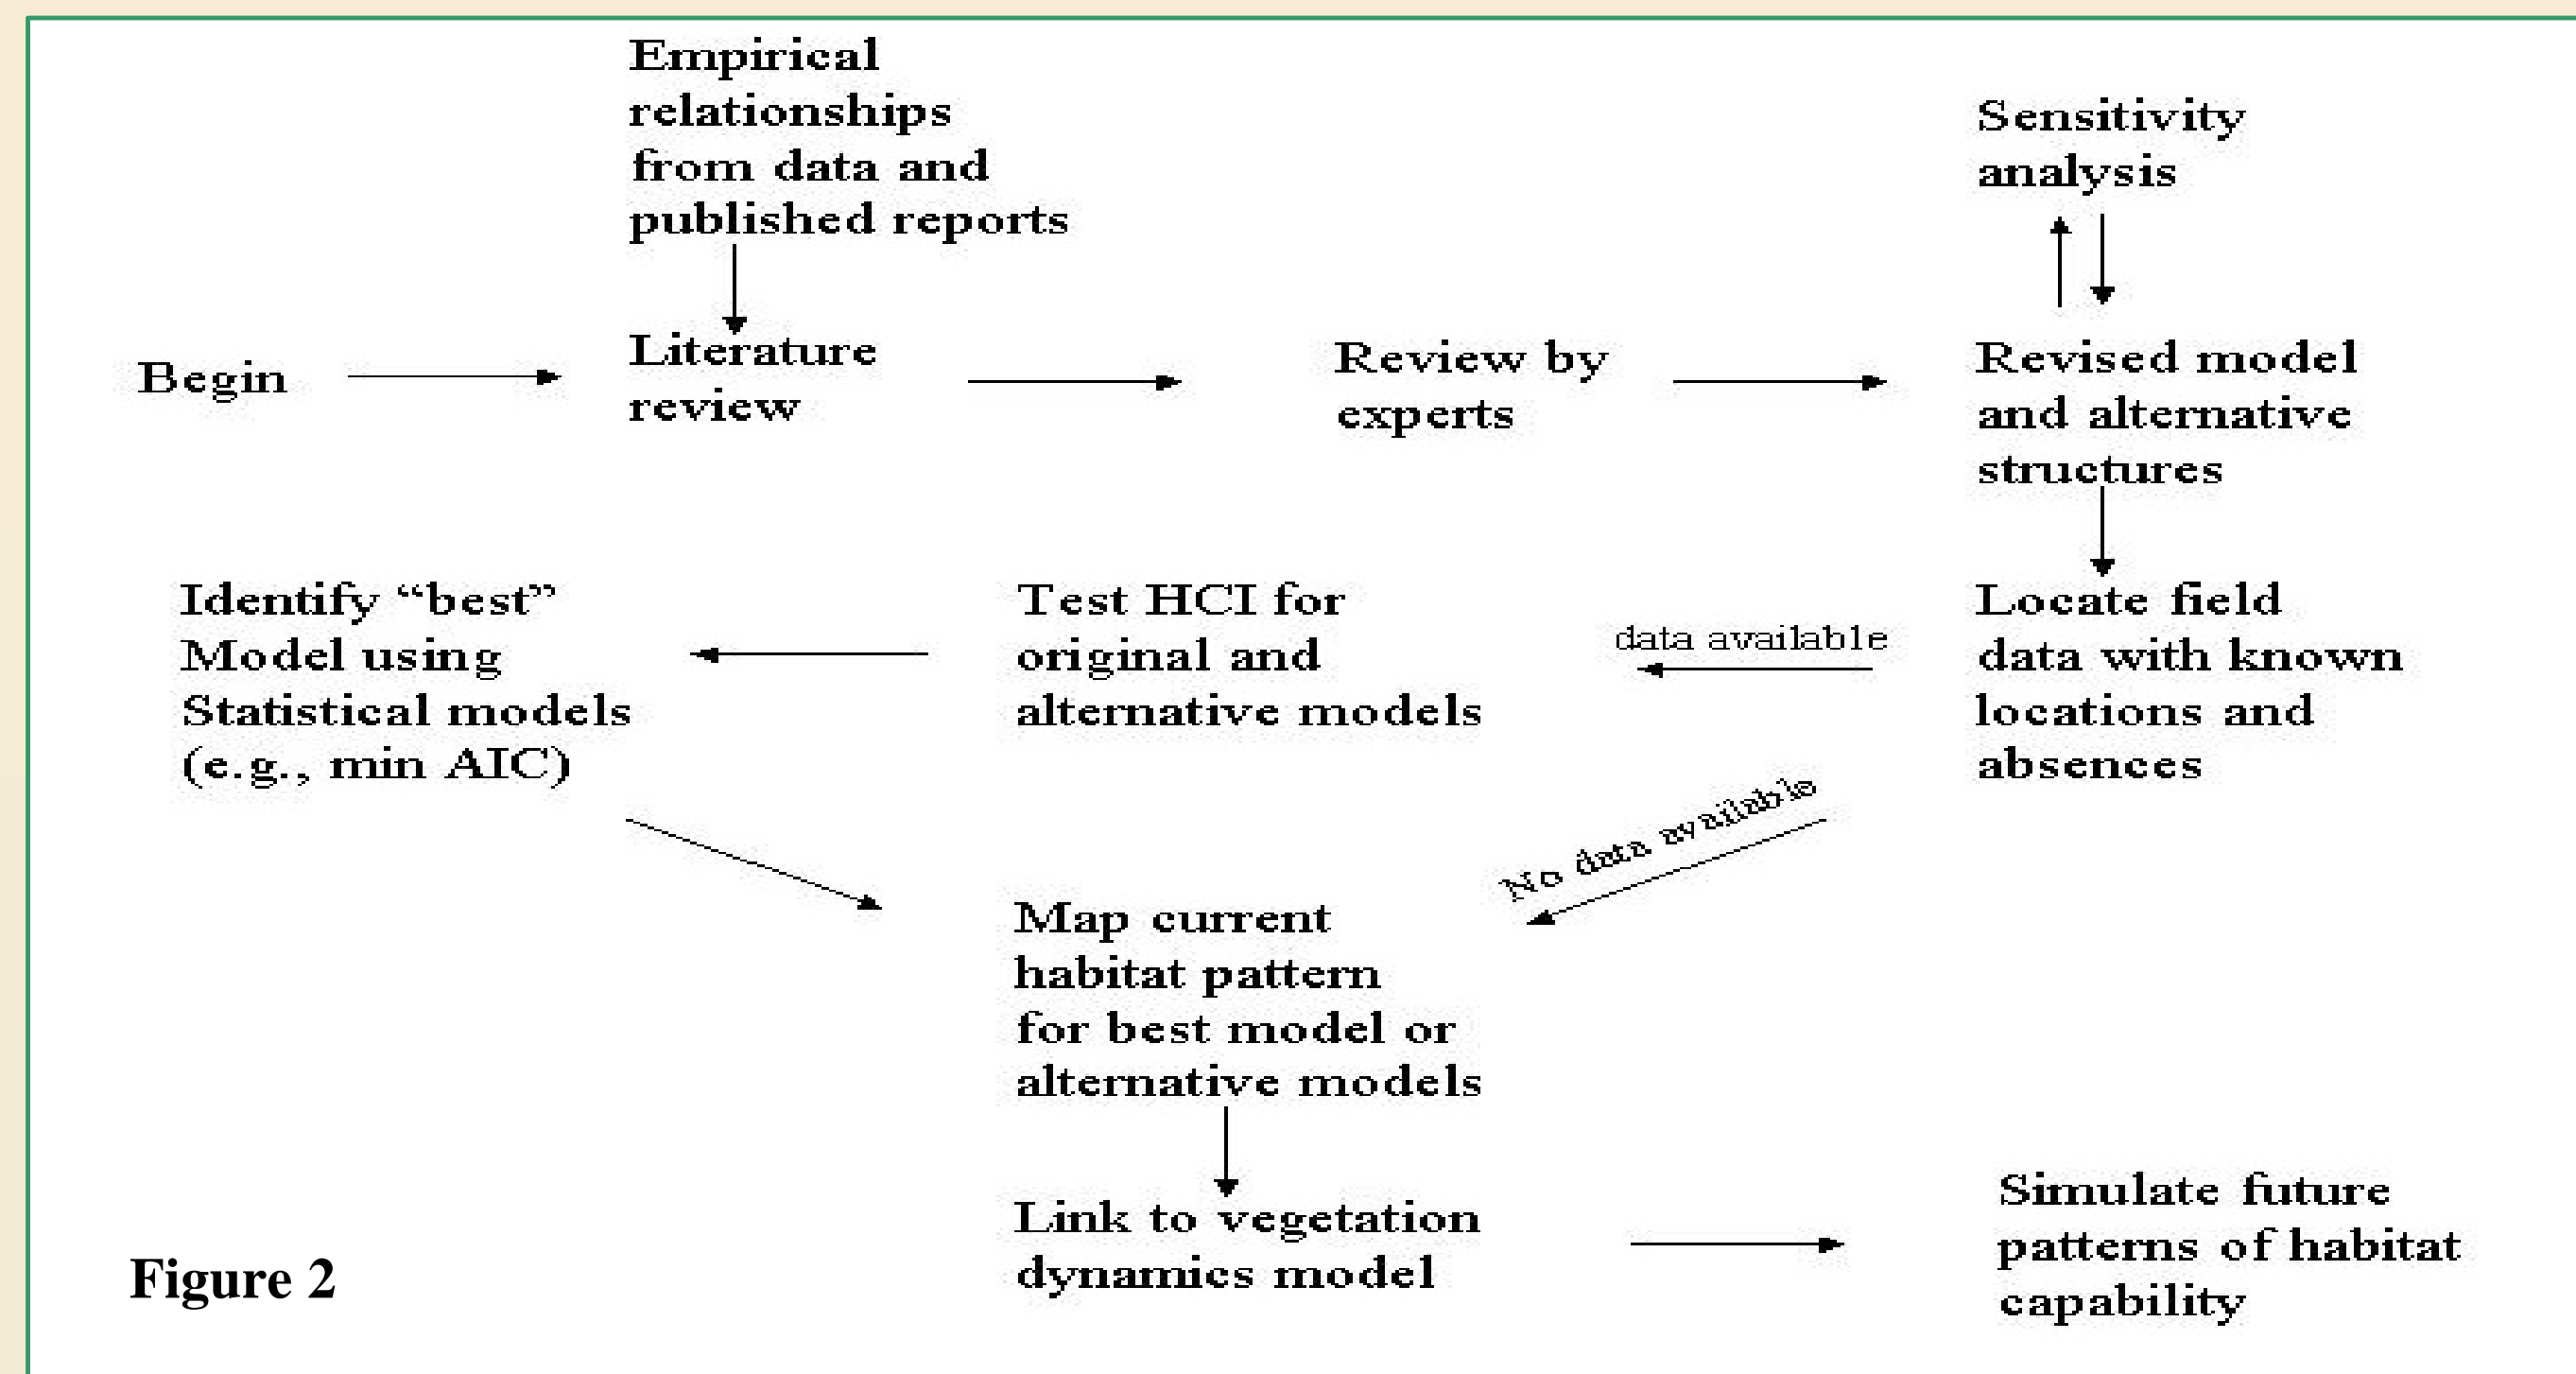 Empirical
relationships
from data and
published reports
Sensitivity
analysis
Begin
Literature
review
Review by
experts
Revised model
and alternative
structures
Identify “best”
Model using
Statistical models
(e.g., min AIC)
Test HCI for
original and
alternative models
data available
Locate field
data with known
locations and
absences
No data available
Map current
habitat pattern
for best model or
alternative models
Link to vegetation
dynamics model
Simulate future
patterns of habitat
capability
Figure 2